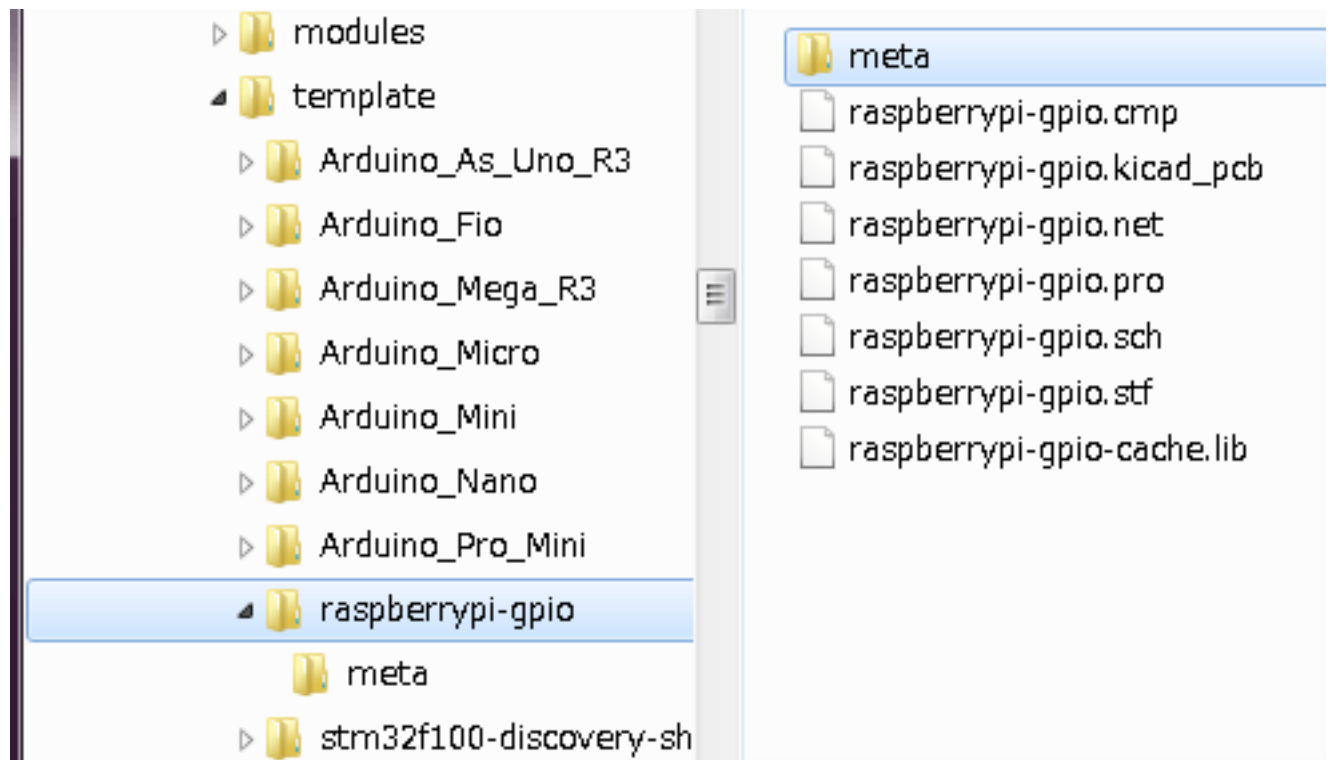 modules
template
Arduino_As_Uno_R3
Arduino_Fio
Arduino_Mega_R3
Arduino_Micro
Arduino_Mini
Arduino_Nano
Arduino_Pro_Mini
raspberrypi-gpio
meta
stm32f100-discovery-sh
meta
raspberrypi-gpio.cmp
raspberrypi-gpio.kicad_pcb
raspberrypi-gpio.net
raspberrypi-gpio.pro
raspberrypi-gpio.sch
raspberrypi-gpio.stf
raspberrypi-gpio-cache.lib